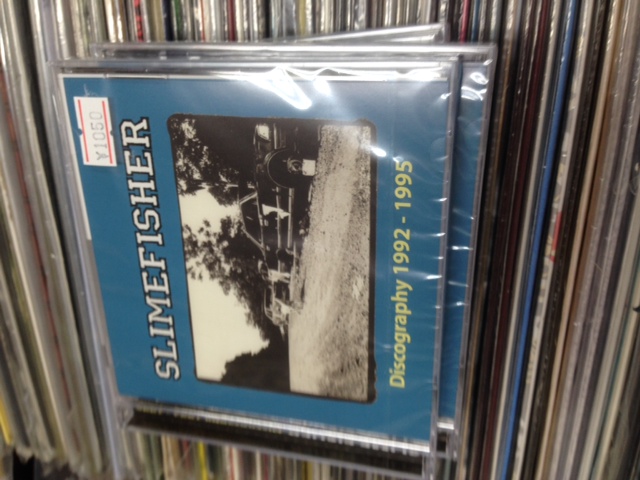 ¥1050
SLIMEFISHER
Discography 1992 - 1995